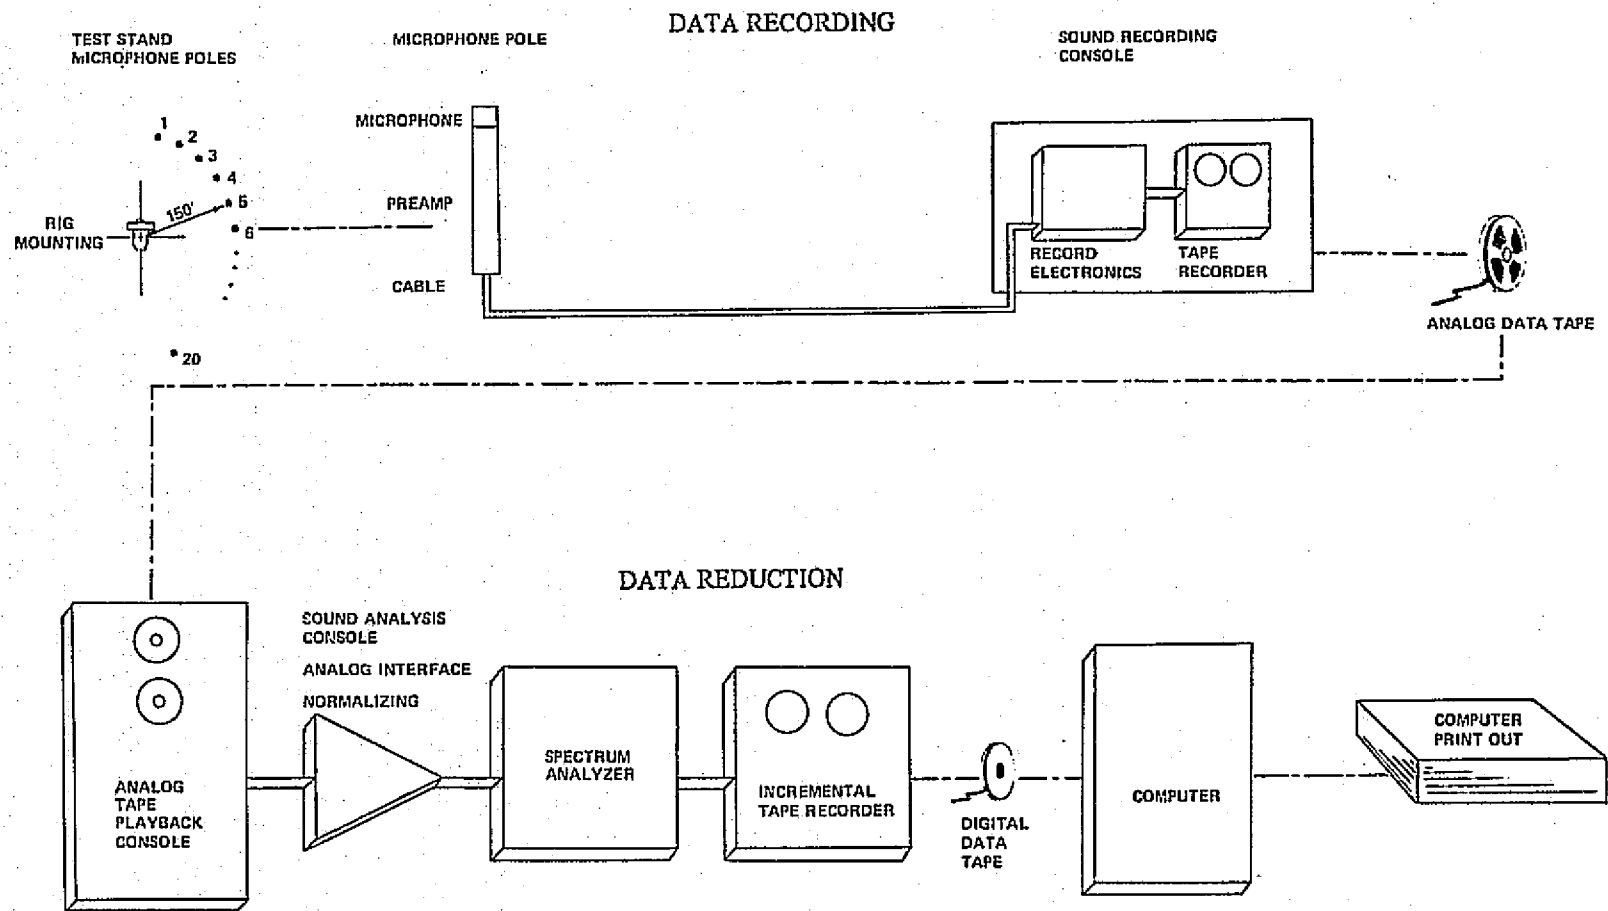 DATA RECORDING
TEST STAND
MICROPHONE POLES
MICROPHONE POLE
SOUND RECORDING
CONSOLE
1
2
3
4
5
6
20
150'
RIG
MOUNTING
MICROPHONE
PREAMP
CABLE
RECORD
ELECTRONICS
TAPE
RECORDER
ANALOG DATA TAPE
DATA REDUCTION
SOUND ANALYSIS
CONSOLE
ANALOG INTERFACE
NORMALIZING
ANALOG
TAPE
PLAYBACK
CONSOLE
SPECTRUM
ANALYZER
INCREMENTAL
TAPE RECORDER
DIGITAL
DATA
TAPE
COMPUTER
COMPUTER
PRINT OUT